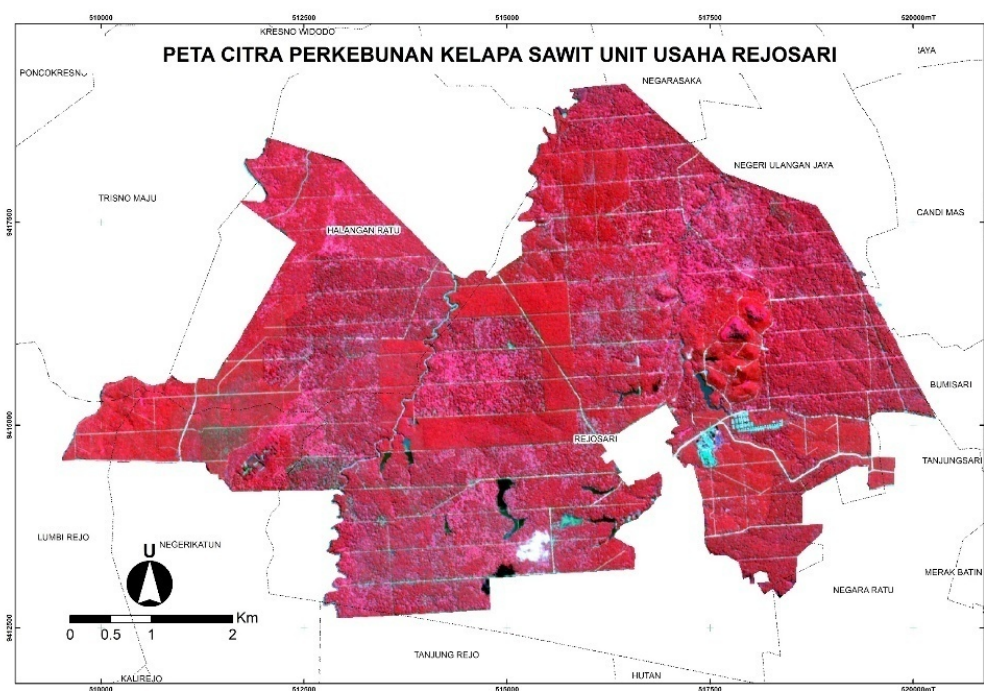 510000
512500
515000
517500
520000mT
KRESNO WIDODO
PETA CITRA PERKEBUNAN KELAPA SAWIT UNIT USAHA REJOSARI
PONCOKRESNO
NEGARASAKA
NEGERI ULANGAN JAYA
TRISNO MAJU
CANDI MAS
9417500
HALANGAN RATU
BUMISARI
9415000
REJOSARI
TANJUNGSARI
LUMBI REJO
NEGERIKATUN
U
MERAK BATIN
NEGARA RATU
Km
0 0.5 1 2
9412500
TANJUNG REJO
HUTAN
KALIREJO
510000
512500
515000
517500
520000mT